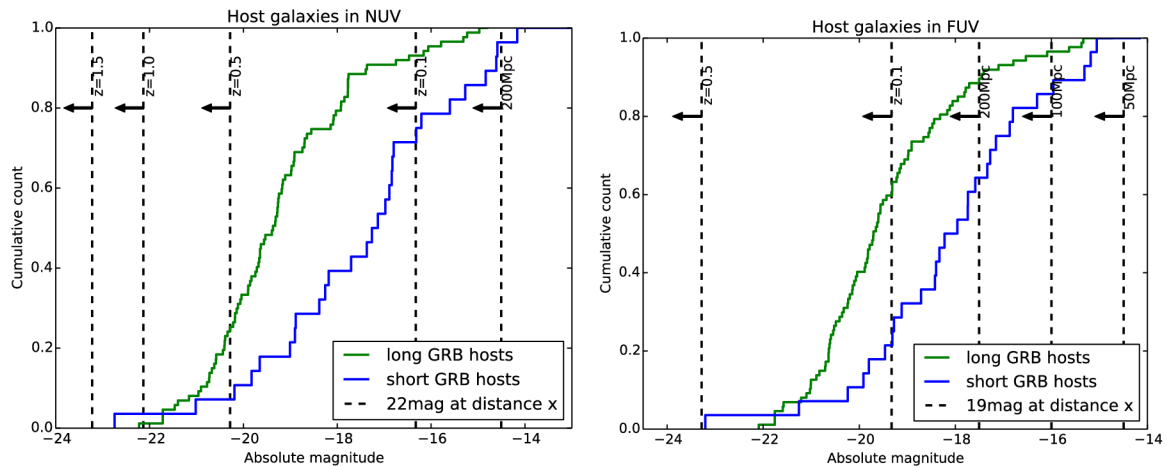 Host galaxies in NUV
1.0
0.8
0.6
0.4
0.2
0.0
Cumulative count
z=1.5
z=1.0
z=0.5
z=0.1
200Mpc
long GRB hosts
short GRB hosts
22mag at distance x
−24
−22
−20
−18
−16
−14
Absolute magnitude
Host galaxies in FUV
1.0
0.8
0.6
0.4
0.2
0.0
Cumulative count
z=0.5
z=0.1
200Mpc
100Mpc
50Mpc
long GRB hosts
short GRB hosts
19mag at distance x
−24
−22
−20
−18
−16
−14
Absolute magnitude